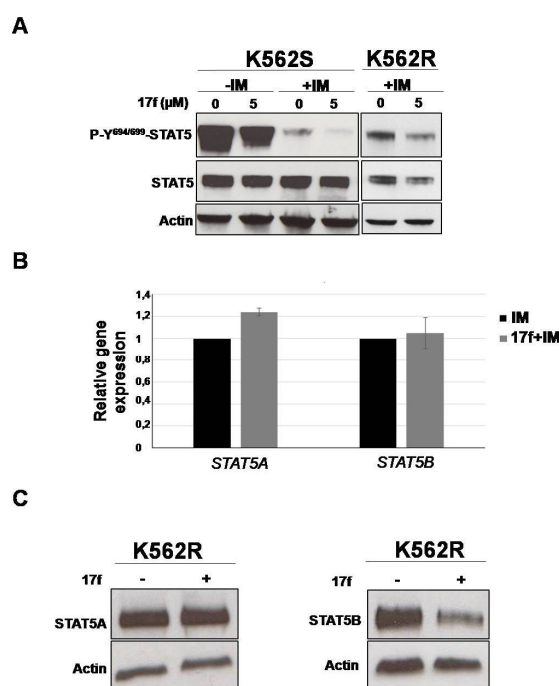 A
K562S K562R
-IM +IM +IM
17f (µM) 0 5 0 5 0 5
P-Y694/699-STAT5
STAT5
Actin
B
Relative gene
expression
1,4
1,2
1
0,8
0,6
0,4
0,2
0
STAT5A STAT5B
IM
17f+IM
C
K562R K562R
17f - + 17f - +
STAT5A STAT5B
Actin Actin